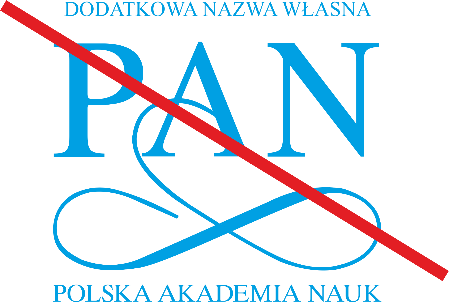 DODATKOWA NAZWA WŁASNA
PAN
POLSKA AKADEMIA NAUK